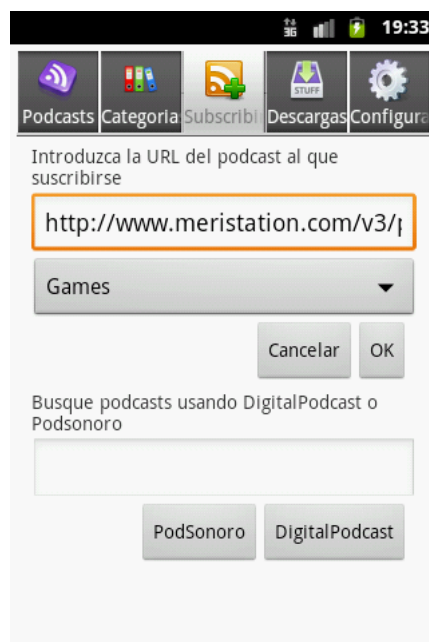 3G 19:33
STUFF
Podcasts Categoria Subscribi Descargas Configura
Introduzca la URL del podcast al que
suscribirse
http://www.meristation.com/v3/p
Games
Cancelar OK
Busque podcasts usando DigitalPodcast o
Podsonoro
PodSonoro DigitalPodcast